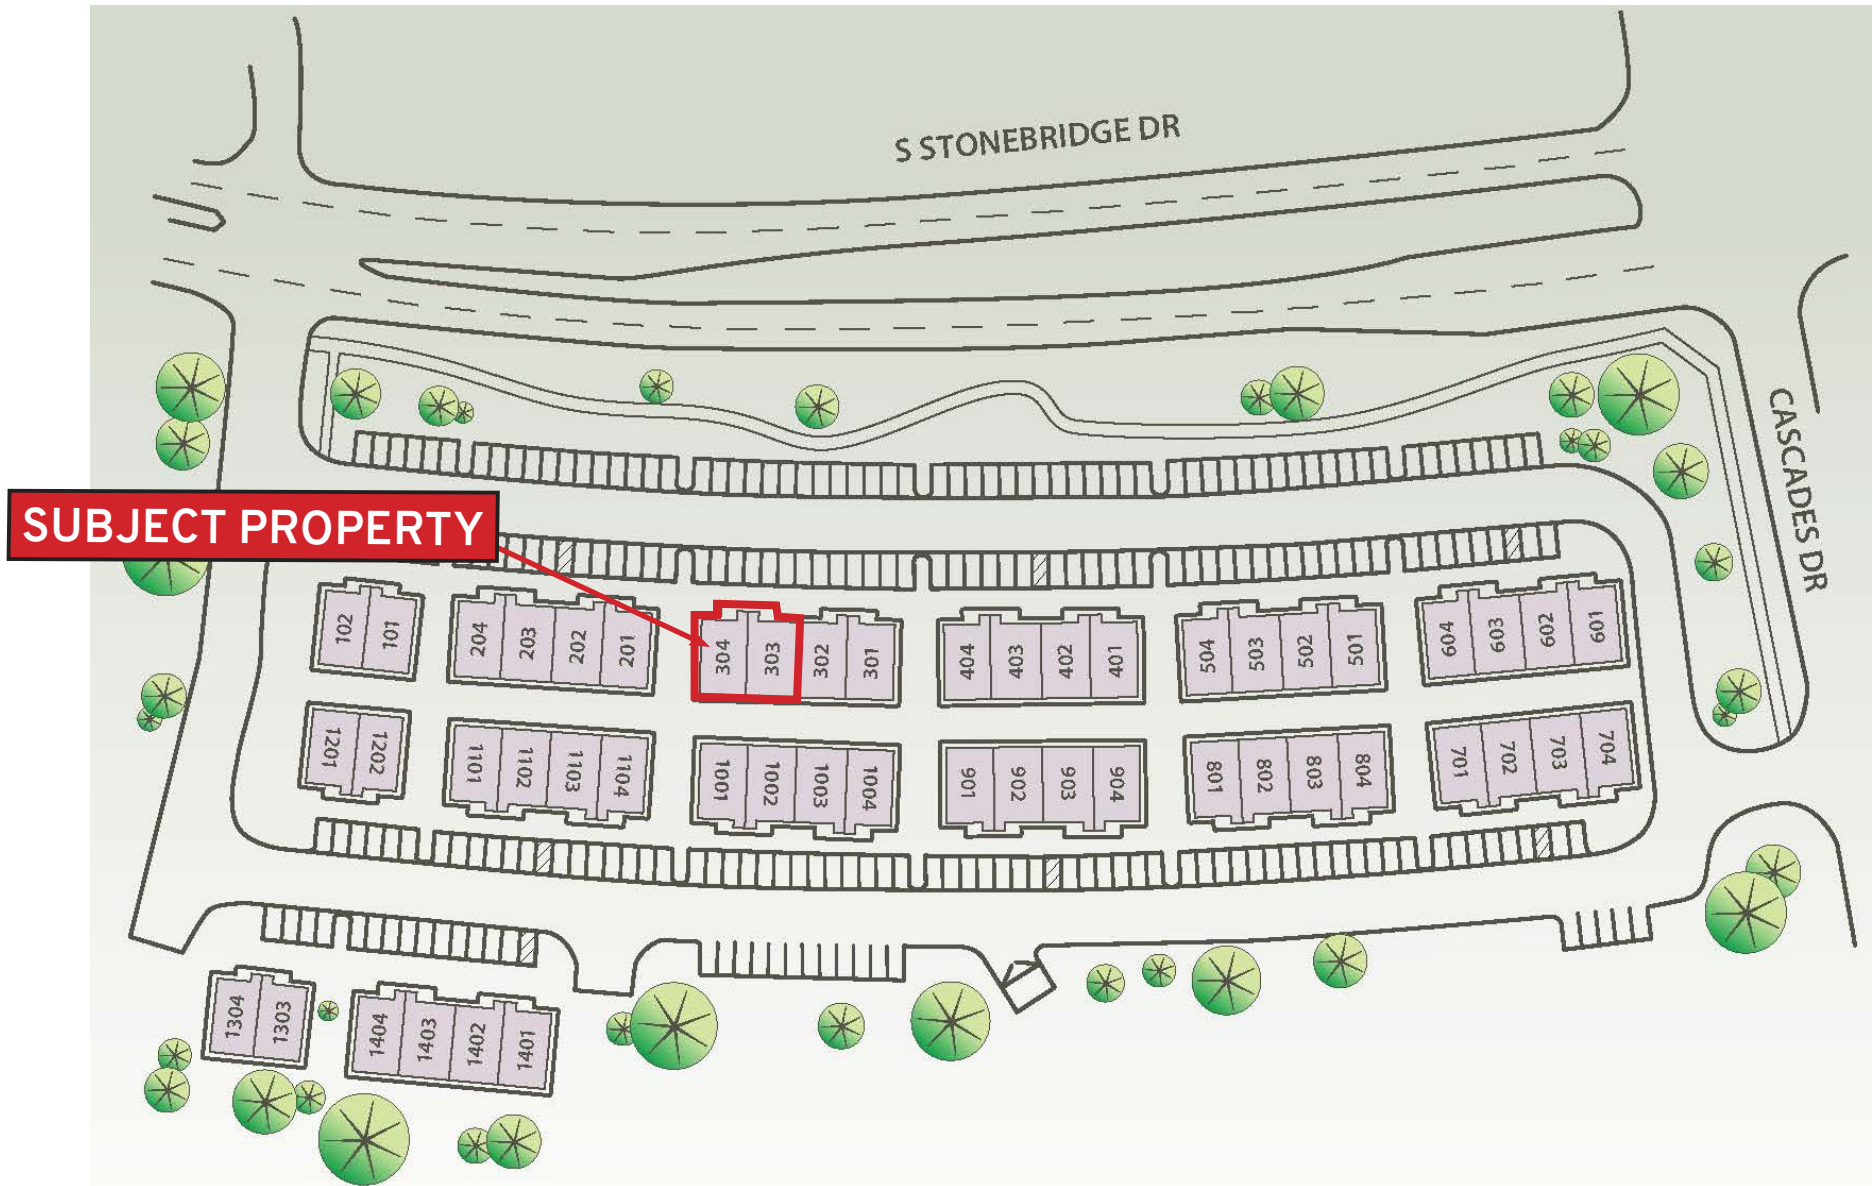 S STONEBRIDGE DR
CASCADES DR
SUBJECT PROPERTY
102 101
204 203 202 201
304 303 302 301
404 403 402 401
504 503 502 501
604 603 602 601
1201 1202
1101 1102 1103 1104
1001 1002 1003 1004
901 902 903 904
801 802 803 804
701 702 703 704
1304 1303
1404 1403 1402 1401